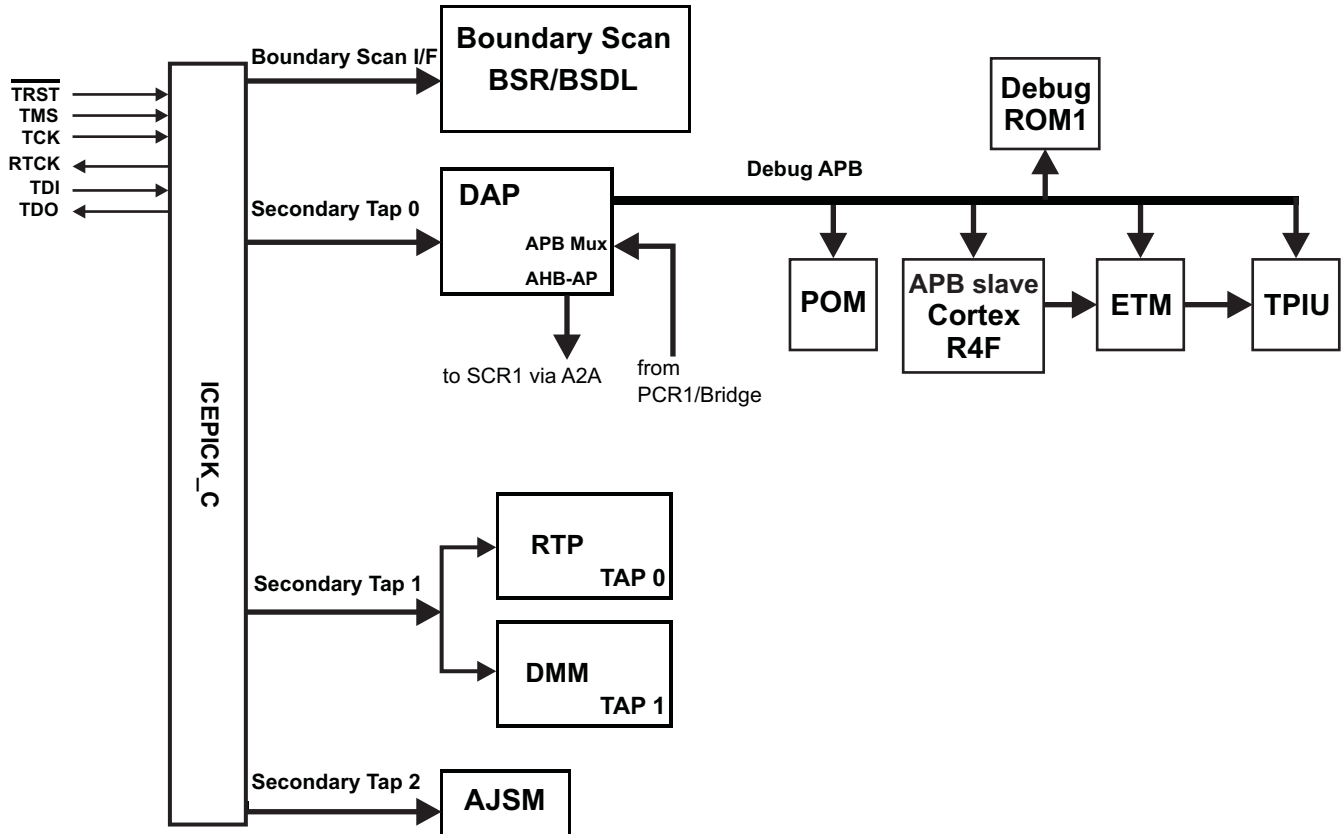 TRST
TMS
TCK
RTCK
TDI
TDO
ICEPICK_C
Boundary Scan I/F
Boundary Scan
BSR/BSDL
Secondary Tap 0
DAP
APB Mux
AHB-AP
to SCR1 via A2A
from
PCR1/Bridge
Debug APB
Debug
ROM1
POM
APB slave
Cortex
R4F
ETM
TPIU
Secondary Tap 1
RTP
TAP 0
DMM
TAP 1
Secondary Tap 2
AJSM